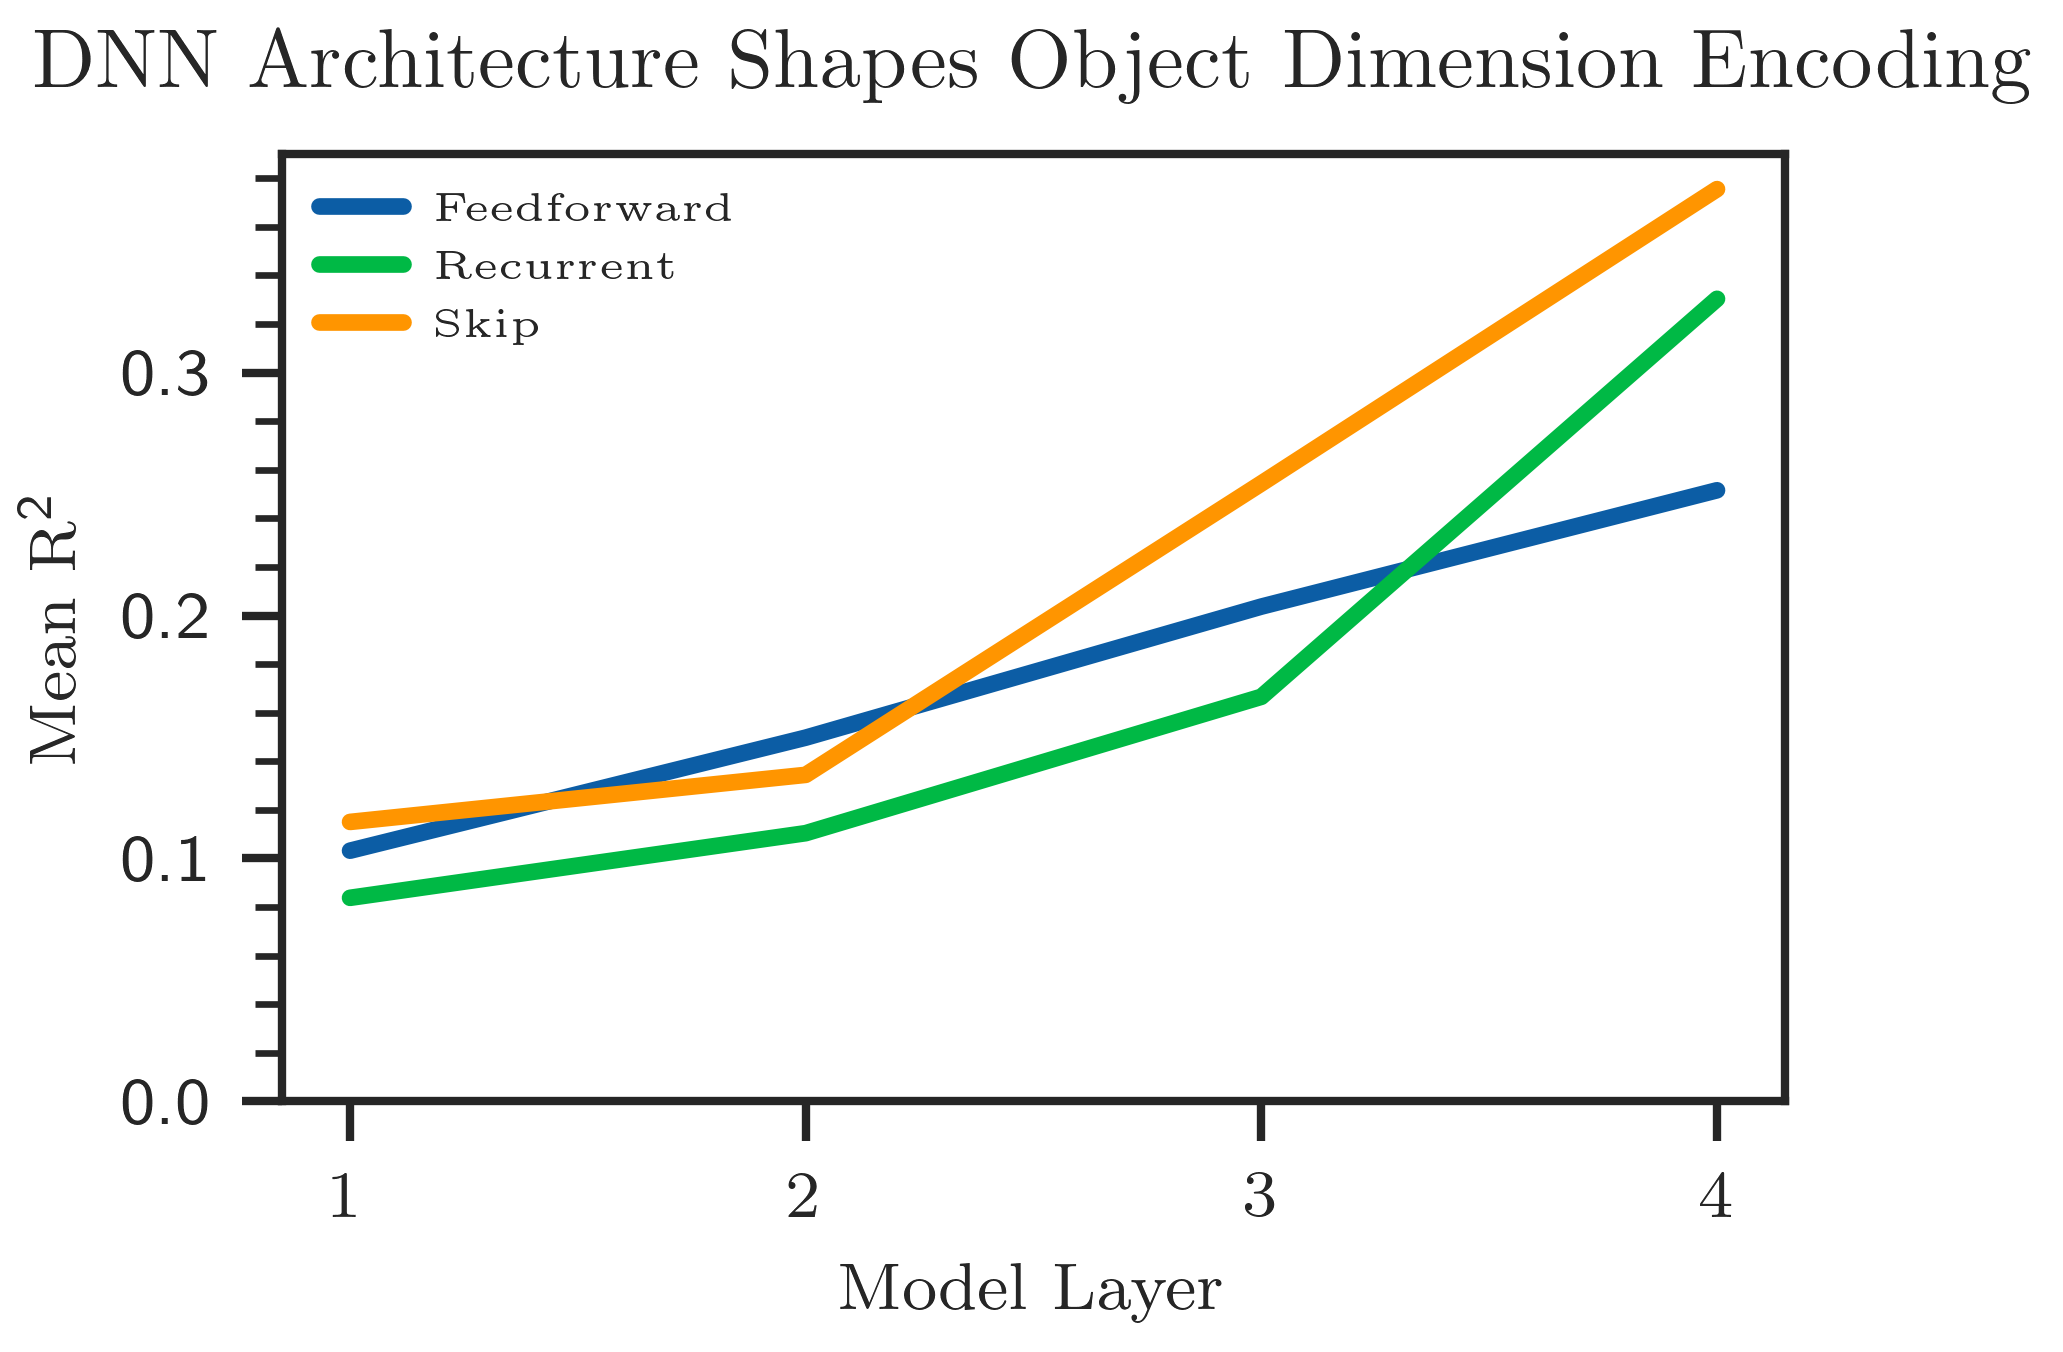 DNN Architecture Shapes Object Dimension Encoding
Feedforward
Recurrent
Skip
Mean R²
0.3
0.2
0.1
0.0
1 2 3 4
Model Layer